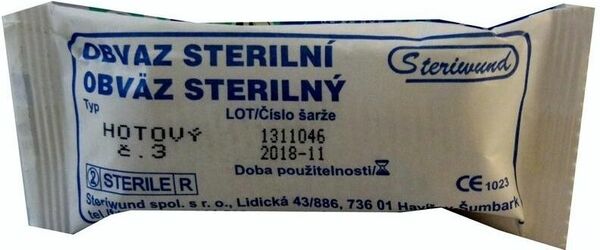 OBVAZ STERILNÍ
Steriwund
OBVÄZ STERILNÝ
Typ
LOT/Číslo šarže
HOTOVÝ
1311046
č.3
2018-11
Doba použitelnosti/
2 STERILE R
CE 1023
Steriwund spol. s r. o., Lidická 43/886, 736 01 Šumbark
tel.